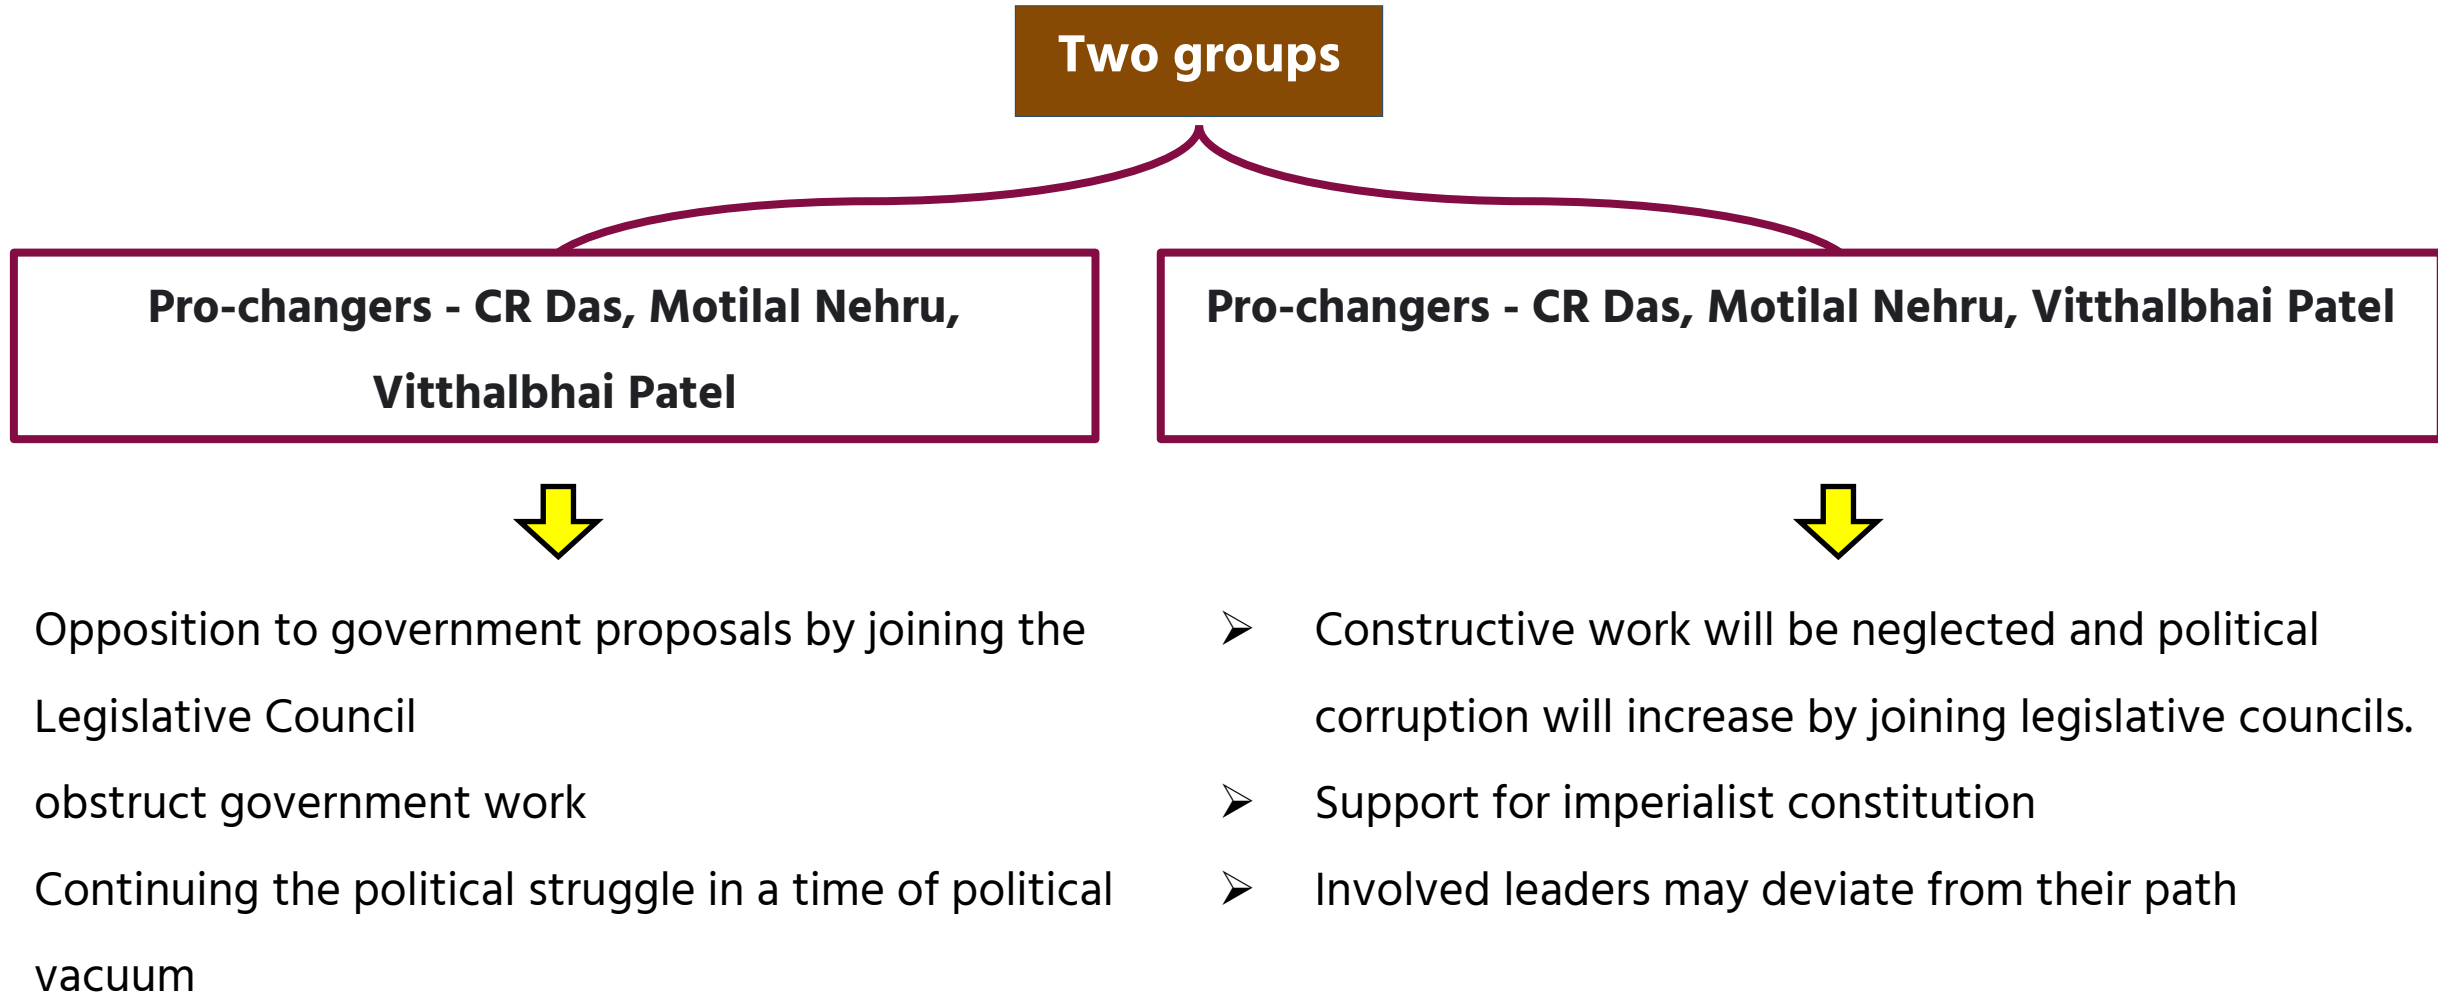 Two groups
Pro-changers - CR Das, Motilal Nehru,
Vitthalbhai Patel
Pro-changers - CR Das, Motilal Nehru, Vitthalbhai Patel
Opposition to government proposals by joining the
Legislative Council
obstruct government work
Continuing the political struggle in a time of political
vacuum
➢ Constructive work will be neglected and political
corruption will increase by joining legislative councils.
➢ Support for imperialist constitution
➢ Involved leaders may deviate from their path